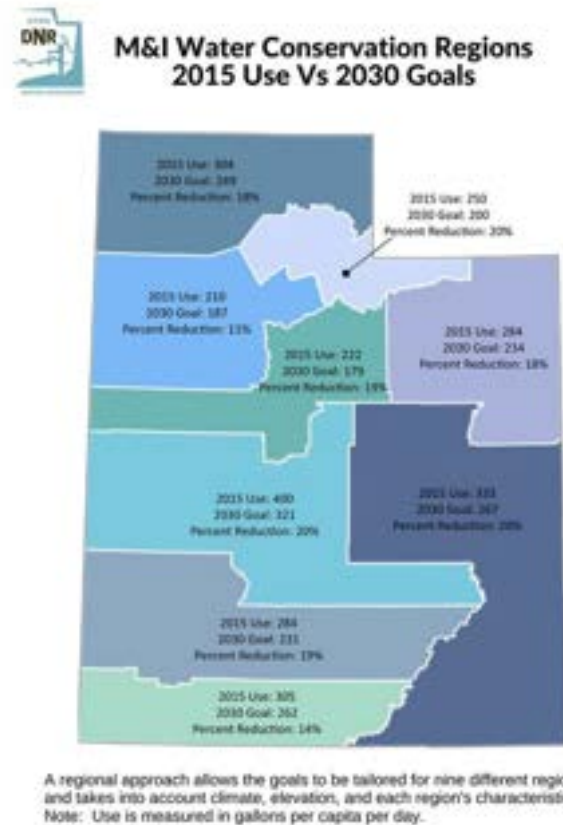 DNR
M&I Water Conservation Regions
2015 Use Vs 2030 Goals
2015 Use: 304
2030 Goal: 249
Percent Reduction: 18%
2015 Use: 250
2030 Goal: 200
Percent Reduction: 20%
2015 Use: 210
2030 Goal: 187
Percent Reduction: 11%
2015 Use: 284
2030 Goal: 234
Percent Reduction: 18%
2015 Use: 222
2030 Goal: 179
Percent Reduction: 19%
2015 Use: 400
2030 Goal: 321
Percent Reduction: 20%
2015 Use: 333
2030 Goal: 267
Percent Reduction: 20%
2015 Use: 284
2030 Goal: 231
Percent Reduction: 19%
2015 Use: 305
2030 Goal: 262
Percent Reduction: 14%
A regional approach allows the goals to be tailored for nine different regio
and takes into account climate, elevation, and each region's characteristi
Note: Use is measured in gallons per capita per day.